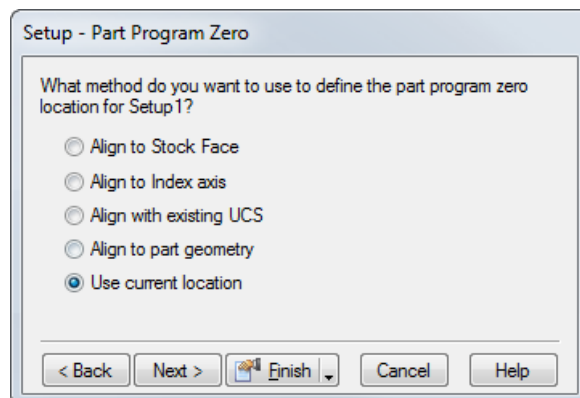 Setup - Part Program Zero
What method do you want to use to define the part program zero
location for Setup1?
Align to Stock Face
Align to Index axis
Align with existing UCS
Align to part geometry
Use current location
< Back Next > Finish Cancel Help